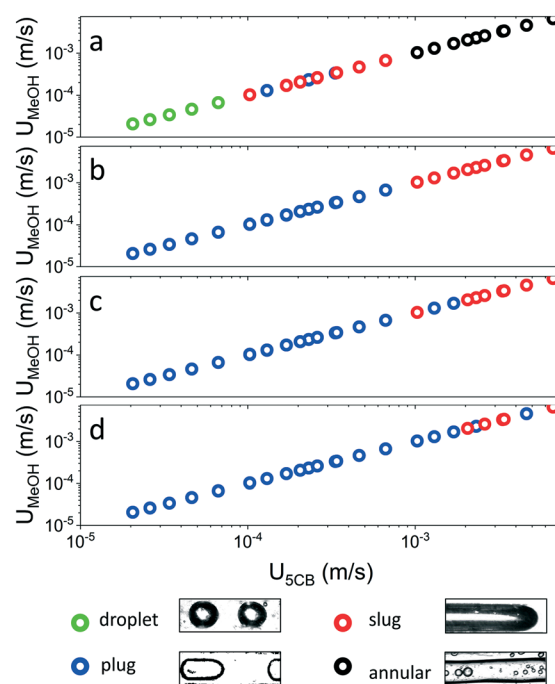 a
U_MeOH (m/s)
10⁻³
10⁻⁴
10⁻⁵
b
U_MeOH (m/s)
10⁻³
10⁻⁴
10⁻⁵
c
U_MeOH (m/s)
10⁻³
10⁻⁴
10⁻⁵
d
U_MeOH (m/s)
10⁻³
10⁻⁴
10⁻⁵
10⁻⁵ 10⁻⁴ 10⁻³
U_5CB (m/s)
droplet slug
plug annular